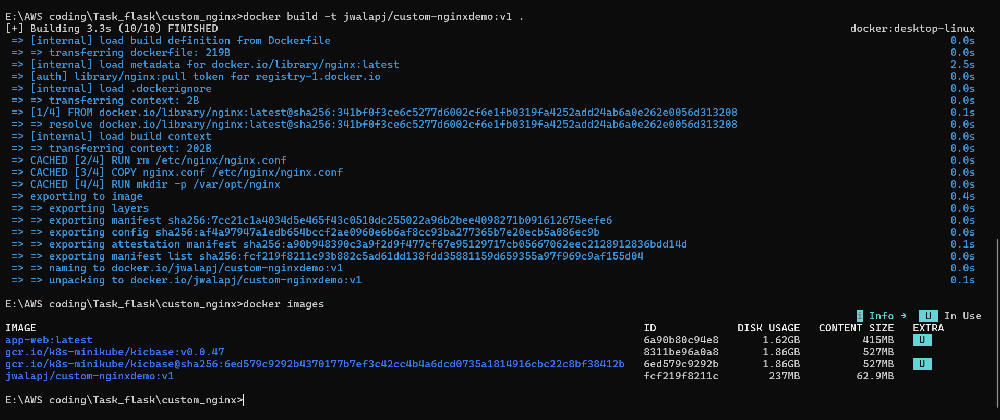 E:\AWS coding\Task_flask\custom_nginx>docker build -t jwalapj/custom-nginxdemo:v1 .
[+] Building 3.3s (10/10) FINISHED docker:desktop-linux
=> [internal] load build definition from Dockerfile 0.0s
=> => transferring dockerfile: 219B 0.0s
=> [internal] load metadata for docker.io/library/nginx:latest 2.5s
=> [auth] library/nginx:pull token for registry-1.docker.io 0.0s
=> [internal] load .dockerignore 0.0s
=> => transferring context: 2B 0.0s
=> [1/4] FROM docker.io/library/nginx:latest@sha256:341bf0f3ce6c5277d6002cf6e1fb0319fa4252add24ab6a0e262e0056d313208 0.1s
=> => resolve docker.io/library/nginx:latest@sha256:341bf0f3ce6c5277d6002cf6e1fb0319fa4252add24ab6a0e262e0056d313208 0.0s
=> [internal] load build context 0.0s
=> => transferring context: 202B 0.0s
=> CACHED [2/4] RUN rm /etc/nginx/nginx.conf 0.0s
=> CACHED [3/4] COPY nginx.conf /etc/nginx/nginx.conf 0.0s
=> CACHED [4/4] RUN mkdir -p /var/opt/nginx 0.0s
=> exporting to image 0.4s
=> => exporting layers 0.0s
=> => exporting manifest sha256:7cc21c1a4034d5e465f43c0510dc255022a96b2bee4098271b091612675eefe6 0.0s
=> => exporting config sha256:af4a97947a1edb654bccf2ae0960e6b6af8cc93ba277365b7e20ecb5a086ec9b 0.0s
=> => exporting attestation manifest sha256:a90b948390c3a9f2d9f477cf67e95129717cb05667062eec2128912836bdd14d 0.1s
=> => exporting manifest list sha256:fcf219f8211c93b882c5ad61dd138fdd35881159d659355a97f969c9af155d04 0.0s
=> => naming to docker.io/jwalapj/custom-nginxdemo:v1 0.0s
=> => unpacking to docker.io/jwalapj/custom-nginxdemo:v1 0.1s
E:\AWS coding\Task_flask\custom_nginx>docker images
i Info → U In Use
IMAGE ID DISK USAGE CONTENT SIZE EXTRA
app-web:latest 6a90b80c94e8 1.62GB 415MB U
gcr.io/k8s-minikube/kicbase:v0.0.47 8311be96a0a8 1.86GB 527MB
gcr.io/k8s-minikube/kicbase@sha256:6ed579c9292b4370177b7ef3c42cc4b4a6dcd0735a1814916cbc22c8bf38412b 6ed579c9292b 1.86GB 527MB U
jwalapj/custom-nginxdemo:v1 fcf219f8211c 237MB 62.9MB
E:\AWS coding\Task_flask\custom_nginx>